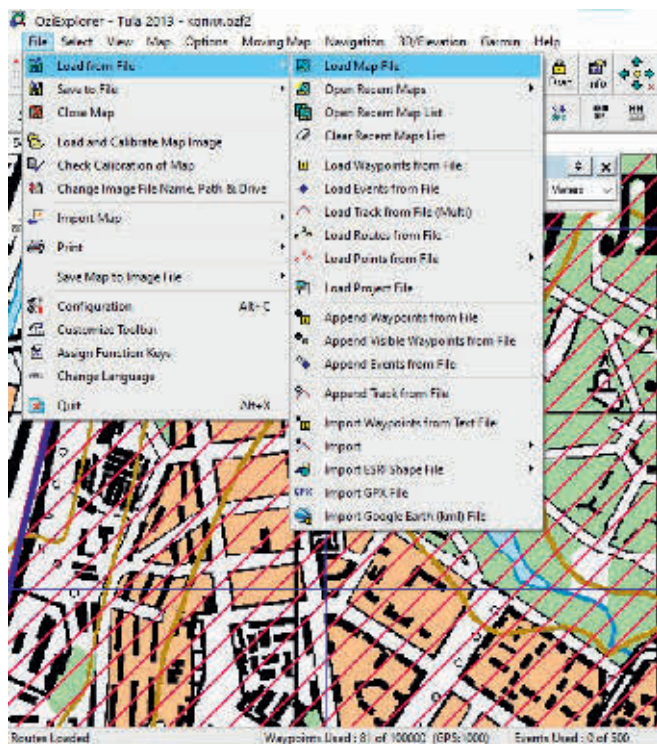 OziExplorer - Tula 2013 - копия.ozf2
File Select View Map Options Moving Map Navigation 3D/Elevation Garmin Help
Load from File
Save to File
Close Map
Load and Calibrate Map Image
Check Calibration of Map
Change Image File Name, Path & Drive
Import Map
Print
Save Map to Image File
Configuration Alt+C
Customize Toolbar
Assign Function Keys
Change Language
Quit Alt+X
Load Map File
Open Recent Maps
Open Recent Map List
Clear Recent Maps List
Load Waypoints from File
Load Events from File
Load Track from File (Multi)
Load Routes from File
Load Points from File
Load Project File
Append Waypoints from File
Append Visible Waypoints from File
Append Events from File
Append Track from File
Import Waypoints from Text File
Import
Import ESRI Shape File
GPX Import GPX File
Import Google Earth (kml) File
Info
Routes Loaded Waypoints Used : 81 of 100000 (GPS:1000) Events Used : 0 of 500